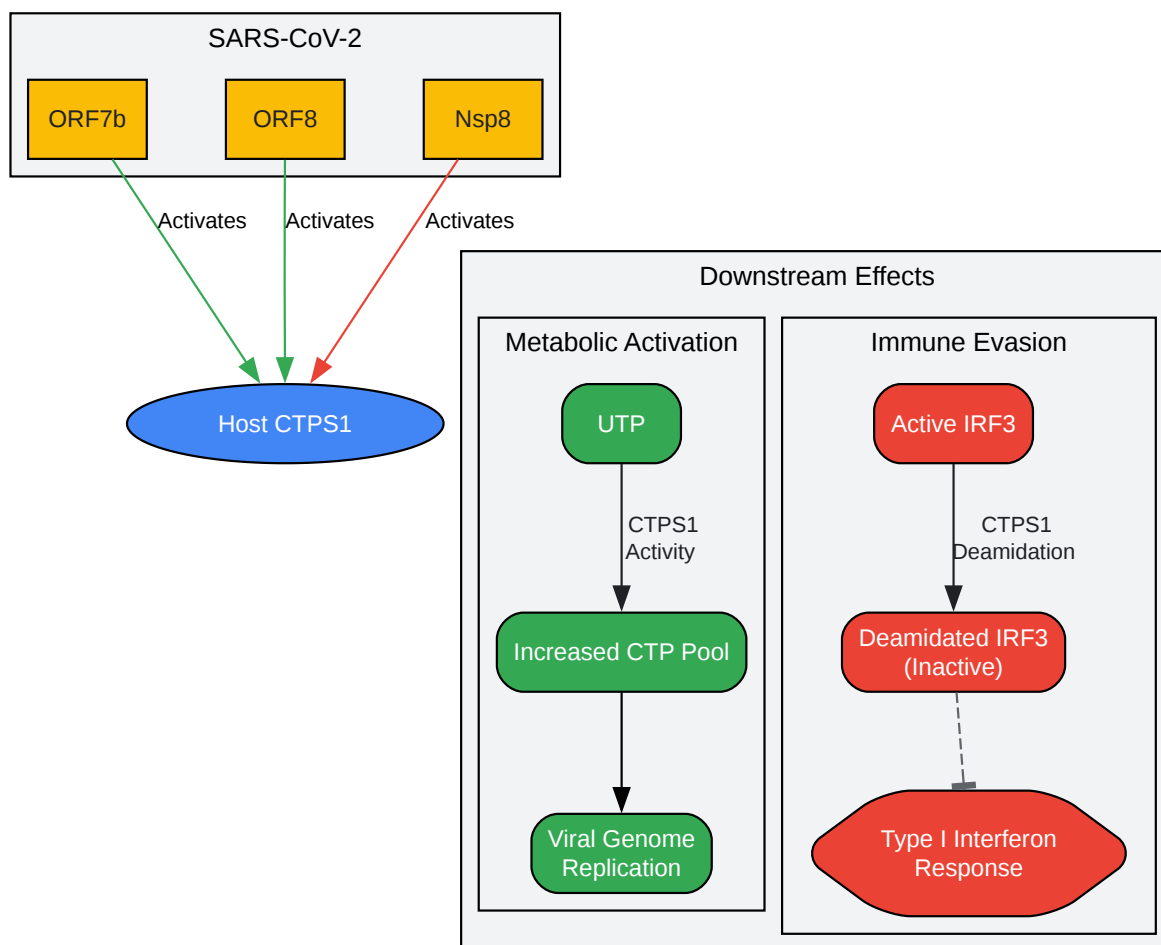 SARS-CoV-2
ORF7b
ORF8
Nsp8
Activates
Activates
Activates
Host CTPS1
Downstream Effects
Metabolic Activation
UTP
CTPS1
Activity
Increased CTP Pool
Viral Genome
Replication
Immune Evasion
Active IRF3
CTPS1
Deamidation
Deamidated IRF3
(Inactive)
Type I Interferon
Response